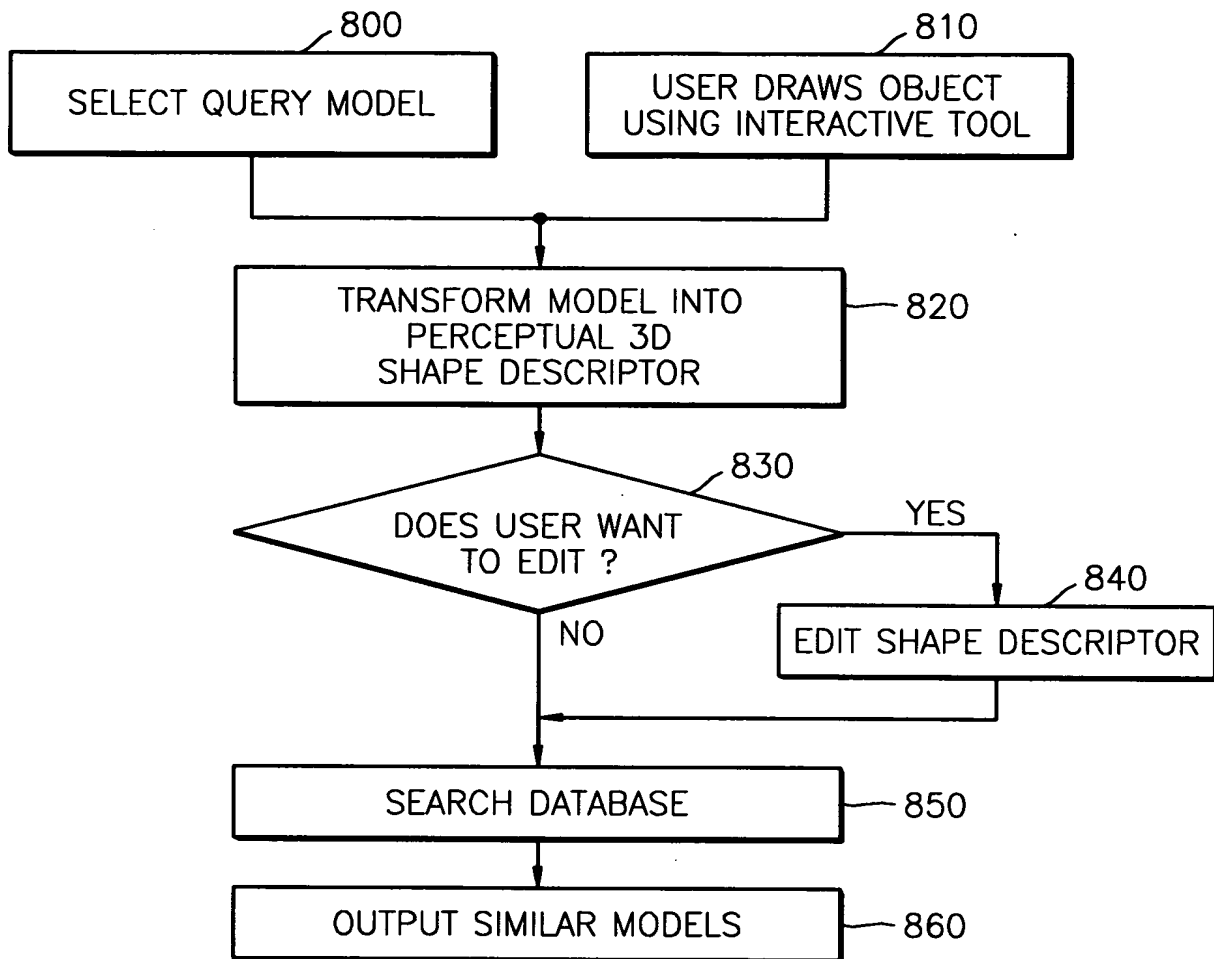 800
SELECT QUERY MODEL
810
USER DRAWS OBJECT
USING INTERACTIVE TOOL
TRANSFORM MODEL INTO
PERCEPTUAL 3D
SHAPE DESCRIPTOR
820
830
DOES USER WANT
TO EDIT ?
YES
NO
840
EDIT SHAPE DESCRIPTOR
SEARCH DATABASE
850
OUTPUT SIMILAR MODELS
860